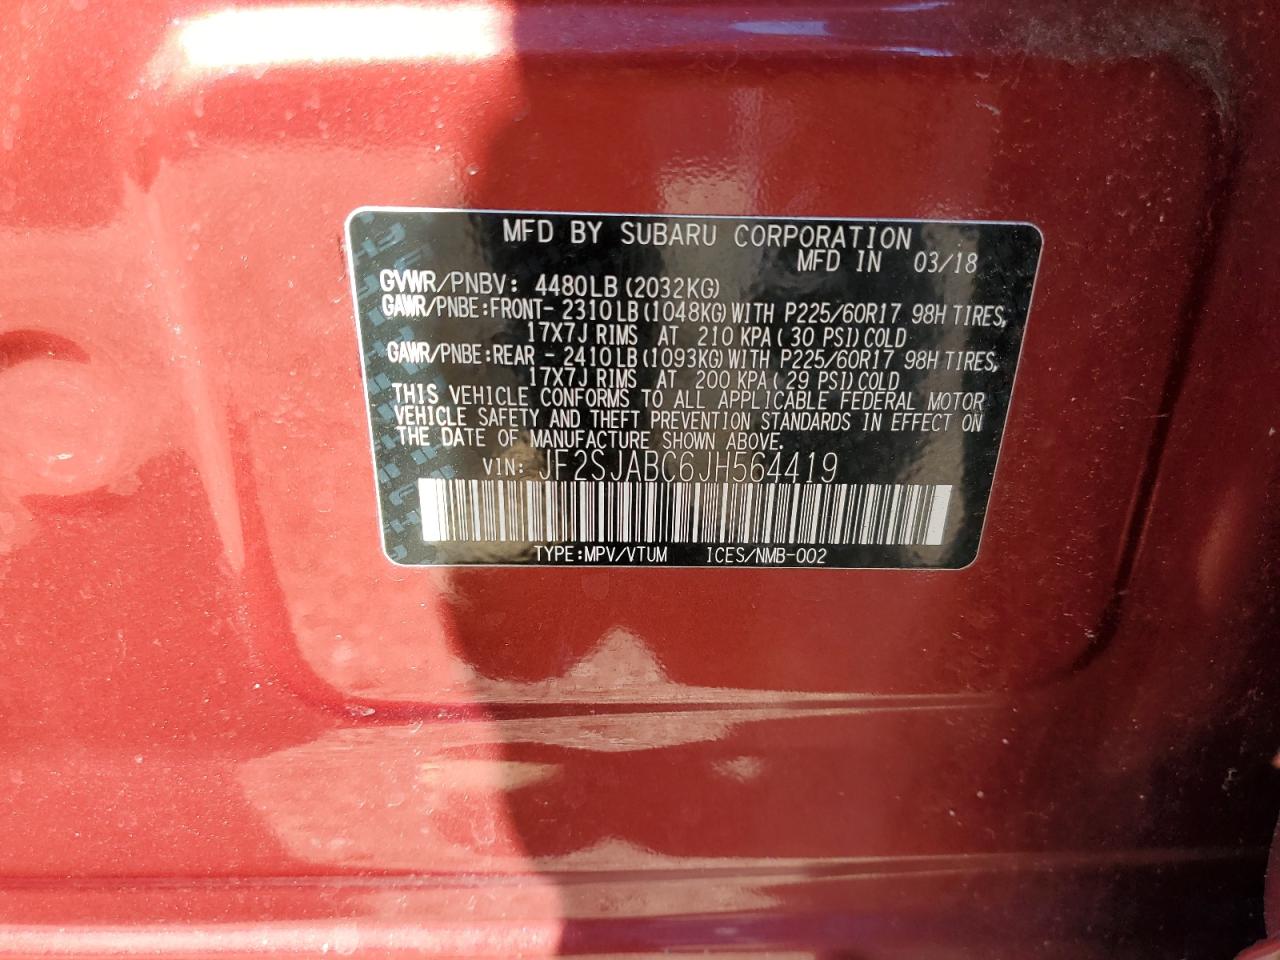 MFD BY SUBARU CORPORATION
MFD IN 03/18
GVWR/PNBV: 4480LB(2032KG)
GAWR/PNBE:FRONT- 2310LB(1048KG)WITH P225/60R17 98H TIRES,
17X7J RIMS AT 210 KPA(30 PSI)COLD
GAWR/PNBE:REAR - 2410LB(1093KG)WITH P225/60R17 98H TIRES,
17X7J RIMS AT 200 KPA(29 PSI)COLD
THIS VEHICLE CONFORMS TO ALL APPLICABLE FEDERAL MOTOR
VEHICLE SAFETY AND THEFT PREVENTION STANDARDS IN EFFECT ON
THE DATE OF MANUFACTURE SHOWN ABOVE.
VIN: JF2SJABC6JH564419
TYPE:MPV/VTUM ICES/NMB-002